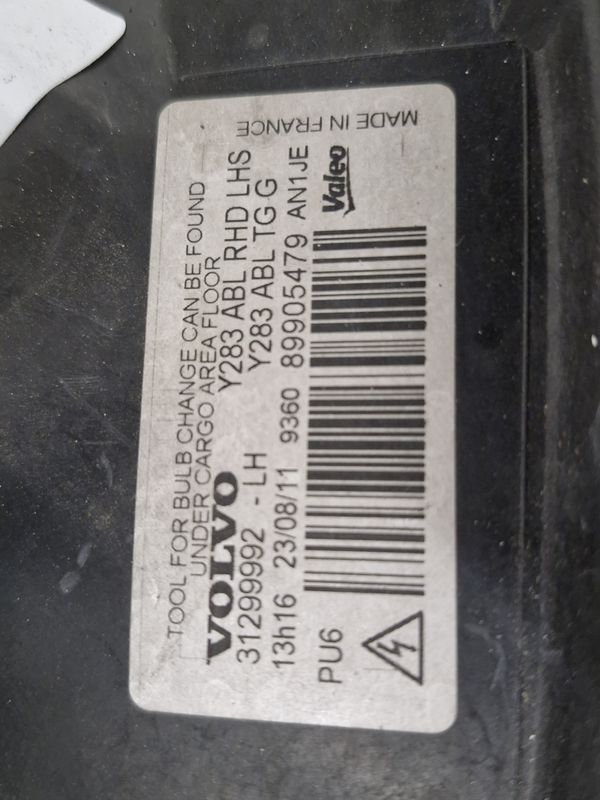 TOOL FOR BULB CHANGE CAN BE FOUND
UNDER CARGO AREA FLOOR
VOLVO
Y283 ABL RHD LHS
31299992 - LH
Y283 ABL TG G
13h16 23/08/11 9360 89905479 AN1JE
PU6
Valeo
MADE IN FRANCE